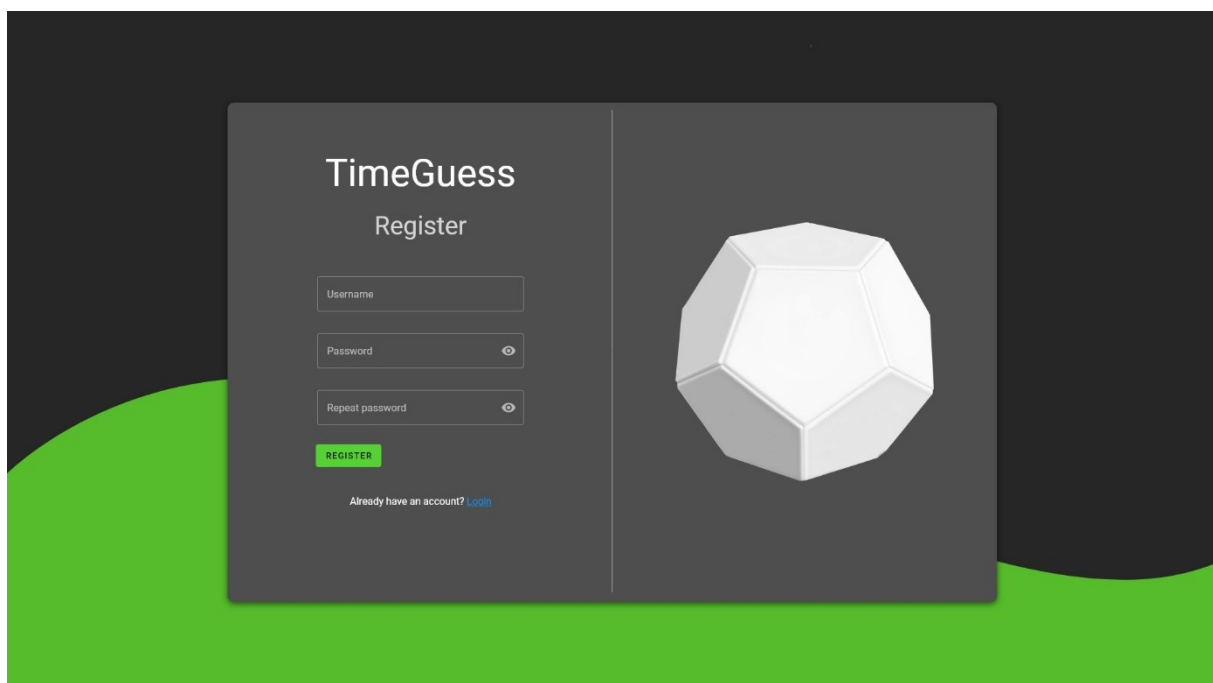 TimeGuess
Register
Username
Password
Repeat password
REGISTER
Already have an account? Login